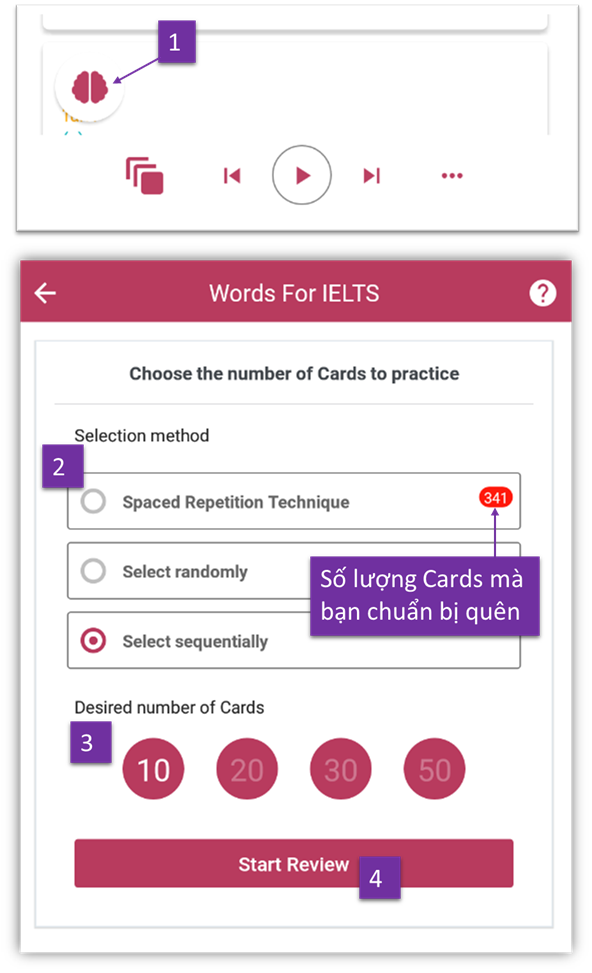 1
Words For IELTS
?
Choose the number of Cards to practice
Selection method
2
Spaced Repetition Technique
341
Select randomly
Số lượng Cards mà
bạn chuẩn bị quên
Select sequentially
Desired number of Cards
3
10 20 30 50
Start Review
4